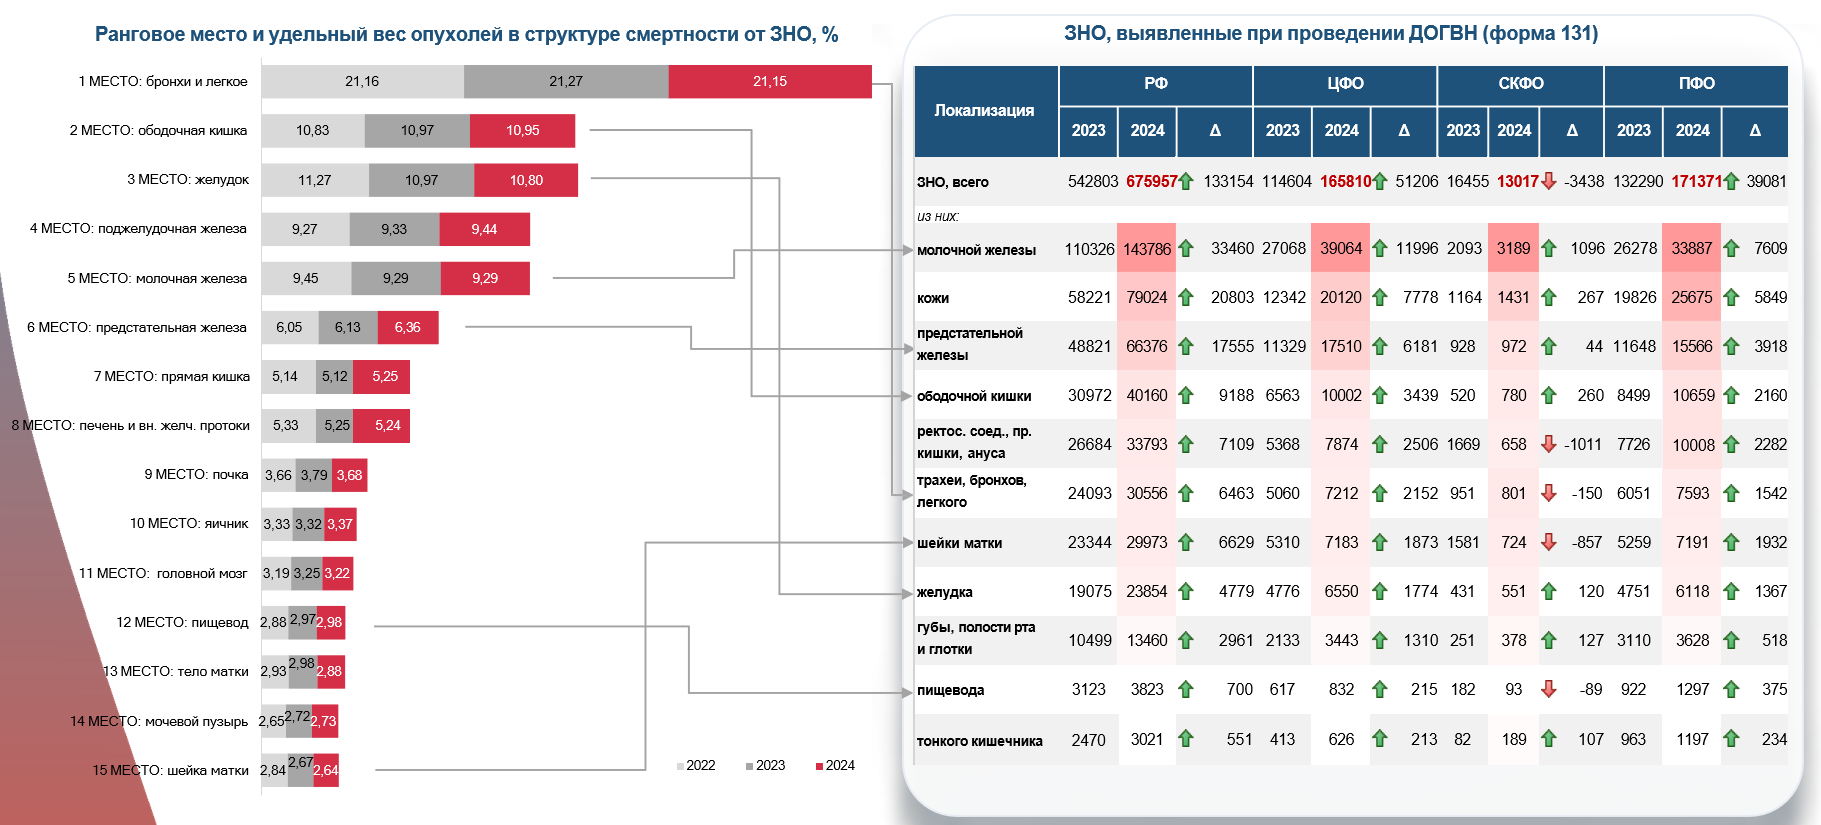 Ранговое место и удельный вес опухолей в структуре смертности от ЗНО, %
1 МЕСТО: бронхи и легкое 21,16 21,27 21,15
2 МЕСТО: ободочная кишка 10,83 10,97 10,95
3 МЕСТО: желудок 11,27 10,97 10,80
4 МЕСТО: поджелудочная железа 9,27 9,33 9,44
5 МЕСТО: молочная железа 9,45 9,29 9,29
6 МЕСТО: предстательная железа 6,05 6,13 6,36
7 МЕСТО: прямая кишка 5,14 5,12 5,25
8 МЕСТО: печень и вн. желч. протоки 5,33 5,25 5,24
9 МЕСТО: почка 3,66 3,79 3,68
10 МЕСТО: яичник 3,33 3,32 3,37
11 МЕСТО: головной мозг 3,19 3,25 3,22
12 МЕСТО: пищевод 2,88 2,97 2,98
13 МЕСТО: тело матки 2,93 2,98 2,88
14 МЕСТО: мочевой пузырь 2,65 2,72 2,73
15 МЕСТО: шейка матки 2,84 2,67 2,64
2022 2023 2024
ЗНО, выявленные при проведении ДОГВН (форма 131)
Локализация РФ ЦФО СКФО ПФО
2023 2024 Δ 2023 2024 Δ 2023 2024 Δ 2023 2024 Δ
ЗНО, всего 542803 675957 133154 114604 165810 51206 16455 13017 -3438 132290 171371 39081
из них:
молочной железы 110326 143786 33460 27068 39064 11996 2093 3189 1096 26278 33887 7609
кожи 58221 79024 20803 12342 20120 7778 1164 1431 267 19826 25675 5849
предстательной
железы 48821 66376 17555 11329 17510 6181 928 972 44 11648 15566 3918
ободочной кишки 30972 40160 9188 6563 10002 3439 520 780 260 8499 10659 2160
ректос. соед., пр.
кишки, ануса 26684 33793 7109 5368 7874 2506 1669 658 -1011 7726 10008 2282
трахеи, бронхов,
легкого 24093 30556 6463 5060 7212 2152 951 801 -150 6051 7593 1542
шейки матки 23344 29973 6629 5310 7183 1873 1581 724 -857 5259 7191 1932
желудка 19075 23854 4779 4776 6550 1774 431 551 120 4751 6118 1367
губы, полости рта
и глотки 10499 13460 2961 2133 3443 1310 251 378 127 3110 3628 518
пищевода 3123 3823 700 617 832 215 182 93 -89 922 1297 375
тонкого кишечника 2470 3021 551 413 626 213 82 189 107 963 1197 234